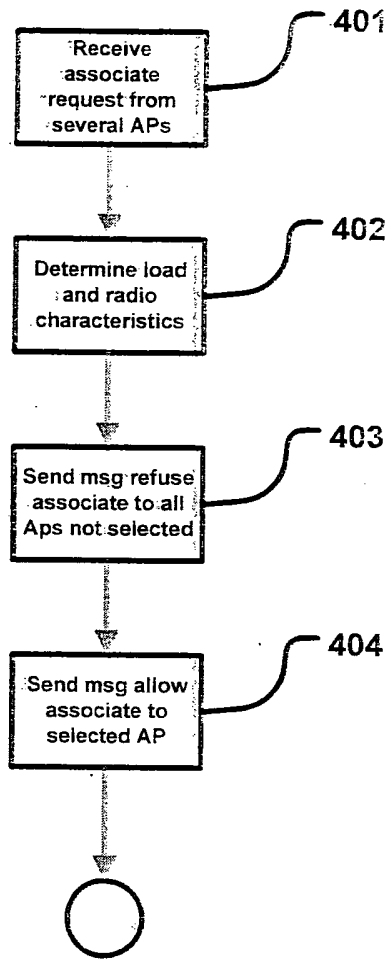 401
Receive
associate
request from
several APs
402
Determine load
and radio
characteristics
403
Send msg refuse
associate to all
Aps not selected
404
Send msg allow
associate to
selected AP